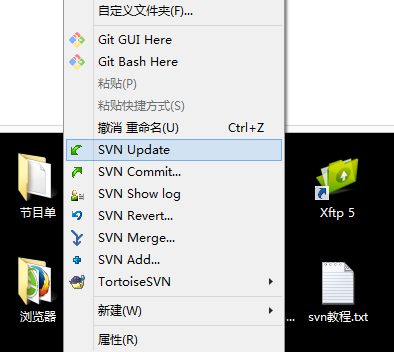 自定义文件夹(F)...
Git GUI Here
Git Bash Here
粘贴(P)
粘贴快捷方式(S)
撤消 重命名(U) Ctrl+Z
SVN Update
SVN Commit...
SVN Show log
SVN Revert...
SVN Merge...
SVN Add...
TortoiseSVN
新建(W)
属性(R)
节目单
Xftp 5
浏览器
...
svn教程.txt